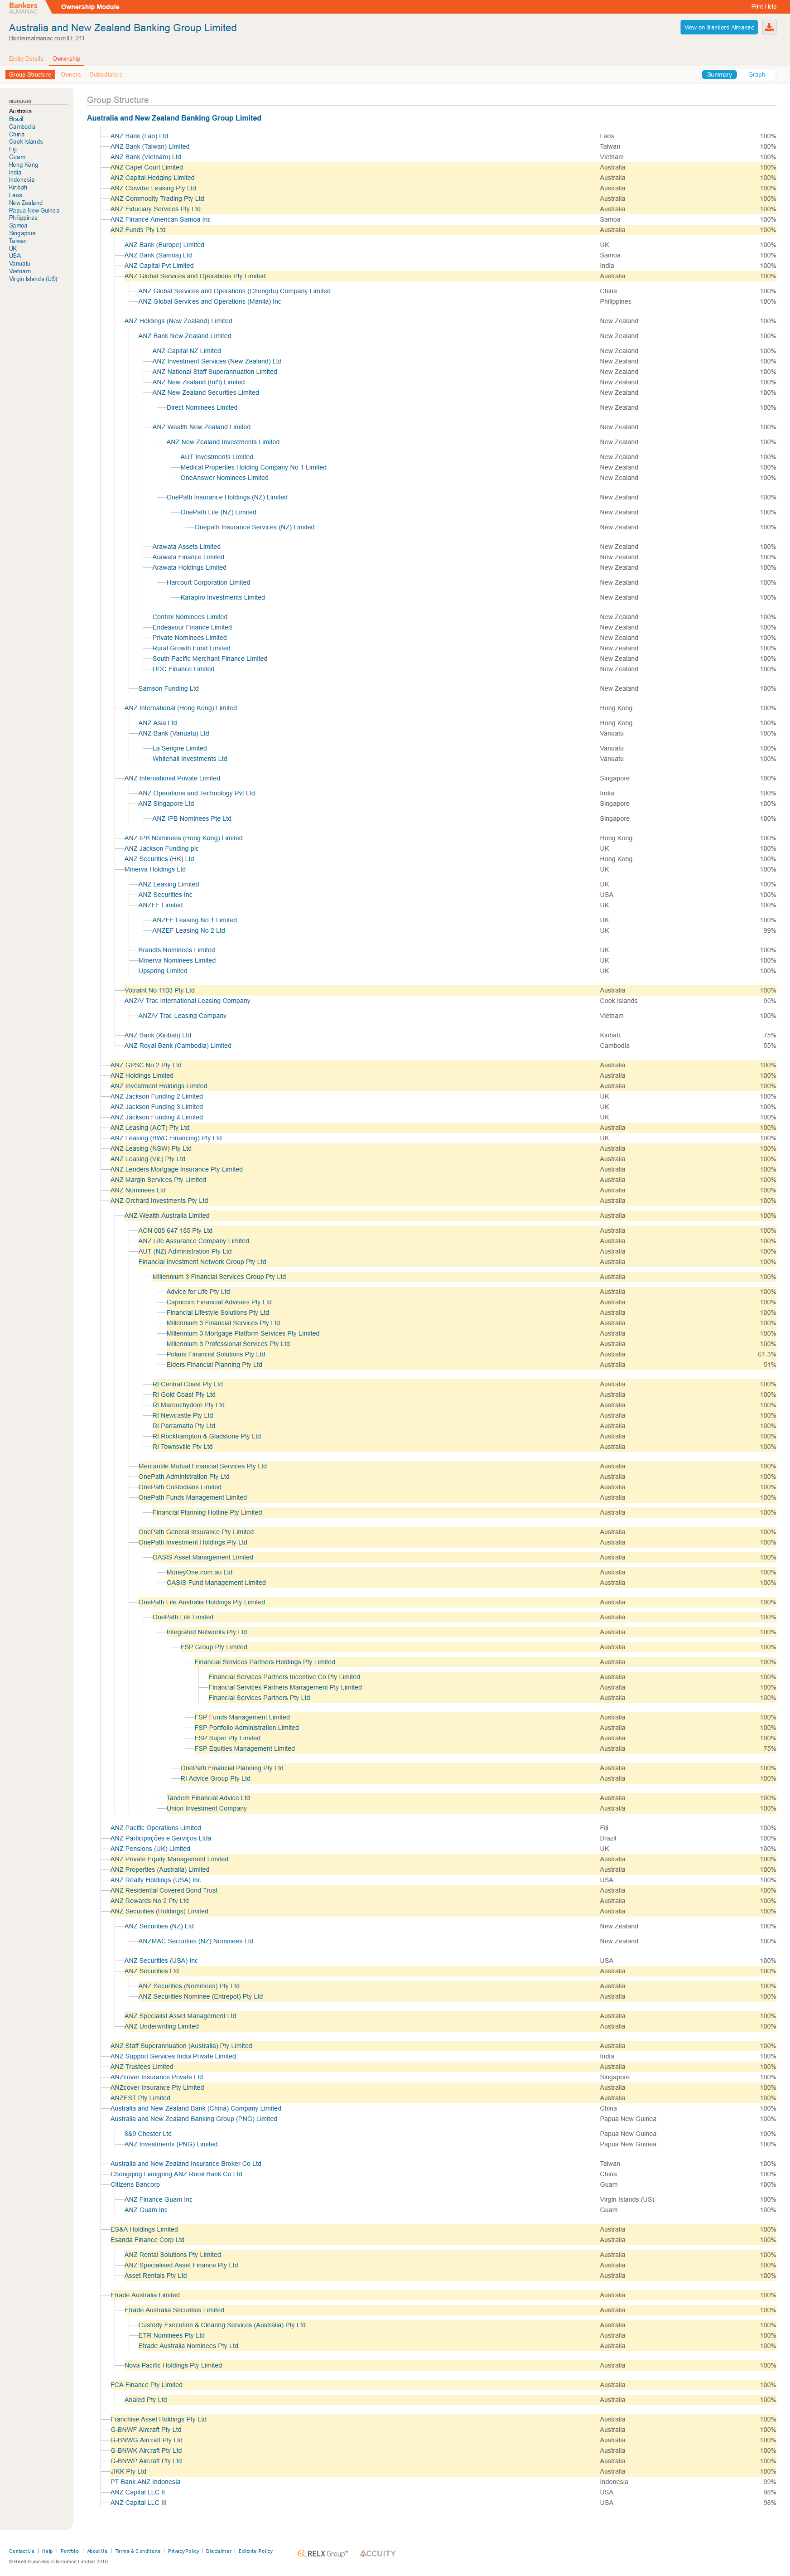 Bankers ALMANAC
Ownership Module
Print Help
Australia and New Zealand Banking Group Limited
Bankersalmanac.com ID: 211
View on Bankers Almanac
Entity Details Ownership
Group Structure Owners Subsidiaries
Summary Graph
HIGHLIGHT
Australia
Brazil
Cambodia
China
Cook Islands
Fiji
Guam
Hong Kong
India
Indonesia
Kiribati
Laos
New Zealand
Papua New Guinea
Philippines
Samoa
Singapore
Taiwan
UK
USA
Vanuatu
Vietnam
Virgin Islands (US)
Group Structure
Australia and New Zealand Banking Group Limited
ANZ Bank (Lao) Ltd Laos 100%
ANZ Bank (Taiwan) Limited Taiwan 100%
ANZ Bank (Vietnam) Ltd Vietnam 100%
ANZ Capel Court Limited Australia 100%
ANZ Capital Hedging Limited Australia 100%
ANZ Clowder Leasing Pty Ltd Australia 100%
ANZ Commodity Trading Pty Ltd Australia 100%
ANZ Fiduciary Services Pty Ltd Australia 100%
ANZ Finance American Samoa Inc Samoa 100%
ANZ Funds Pty Ltd Australia 100%
ANZ Bank (Europe) Limited UK 100%
ANZ Bank (Samoa) Ltd Samoa 100%
ANZ Capital Pvt Limited India 100%
ANZ Global Services and Operations Pty Limited Australia 100%
ANZ Global Services and Operations (Chengdu) Company Limited China 100%
ANZ Global Services and Operations (Manila) Inc Philippines 100%
ANZ Holdings (New Zealand) Limited New Zealand 100%
ANZ Bank New Zealand Limited New Zealand 100%
ANZ Capital NZ Limited New Zealand 100%
ANZ Investment Services (New Zealand) Ltd New Zealand 100%
ANZ National Staff Superannuation Limited New Zealand 100%
ANZ New Zealand (Int'l) Limited New Zealand 100%
ANZ New Zealand Securities Limited New Zealand 100%
Direct Nominees Limited New Zealand 100%
ANZ Wealth New Zealand Limited New Zealand 100%
ANZ New Zealand Investments Limited New Zealand 100%
AUT Investments Limited New Zealand 100%
Medical Properties Holding Company No 1 Limited New Zealand 100%
OneAnswer Nominees Limited New Zealand 100%
OnePath Insurance Holdings (NZ) Limited New Zealand 100%
OnePath Life (NZ) Limited New Zealand 100%
Onepath Insurance Services (NZ) Limited New Zealand 100%
Arawata Assets Limited New Zealand 100%
Arawata Finance Limited New Zealand 100%
Arawata Holdings Limited New Zealand 100%
Harcourt Corporation Limited New Zealand 100%
Karapiro Investments Limited New Zealand 100%
Control Nominees Limited New Zealand 100%
Endeavour Finance Limited New Zealand 100%
Private Nominees Limited New Zealand 100%
Rural Growth Fund Limited New Zealand 100%
South Pacific Merchant Finance Limited New Zealand 100%
UDC Finance Limited New Zealand 100%
Samson Funding Ltd New Zealand 100%
ANZ International (Hong Kong) Limited Hong Kong 100%
ANZ Asia Ltd Hong Kong 100%
ANZ Bank (Vanuatu) Ltd Vanuatu 100%
La Serigne Limited Vanuatu 100%
Whitehall Investments Ltd Vanuatu 100%
ANZ International Private Limited Singapore 100%
ANZ Operations and Technology Pvt Ltd India 100%
ANZ Singapore Ltd Singapore 100%
ANZ IPB Nominees Pte Ltd Singapore 100%
ANZ IPB Nominees (Hong Kong) Limited Hong Kong 100%
ANZ Jackson Funding plc UK 100%
ANZ Securities (HK) Ltd Hong Kong 100%
Minerva Holdings Ltd UK 100%
ANZ Leasing Limited UK 100%
ANZ Securities Inc USA 100%
ANZEF Limited UK 100%
ANZEF Leasing No 1 Limited UK 100%
ANZEF Leasing No 2 Ltd UK 99%
Brandts Nominees Limited UK 100%
Minerva Nominees Limited UK 100%
Upspring Limited UK 100%
Votraint No 1103 Pty Ltd Australia 100%
ANZ/V Trac International Leasing Company Cook Islands 95%
ANZ/V Trac Leasing Company Vietnam 100%
ANZ Bank (Kiribati) Ltd Kiribati 75%
ANZ Royal Bank (Cambodia) Limited Cambodia 55%
ANZ GPSC No 2 Pty Ltd Australia 100%
ANZ Holdings Limited Australia 100%
ANZ Investment Holdings Limited Australia 100%
ANZ Jackson Funding 2 Limited UK 100%
ANZ Jackson Funding 3 Limited UK 100%
ANZ Jackson Funding 4 Limited UK 100%
ANZ Leasing (ACT) Pty Ltd Australia 100%
ANZ Leasing (BWC Financing) Pty Ltd UK 100%
ANZ Leasing (NSW) Pty Ltd Australia 100%
ANZ Leasing (Vic) Pty Ltd Australia 100%
ANZ Lenders Mortgage Insurance Pty Limited Australia 100%
ANZ Margin Services Pty Limited Australia 100%
ANZ Nominees Ltd Australia 100%
ANZ Orchard Investments Pty Ltd Australia 100%
ANZ Wealth Australia Limited Australia 100%
ACN 008 647 185 Pty Ltd Australia 100%
ANZ Life Assurance Company Limited Australia 100%
AUT (NZ) Administration Pty Ltd Australia 100%
Financial Investment Network Group Pty Ltd Australia 100%
Millennium 3 Financial Services Group Pty Ltd Australia 100%
Advice for Life Pty Ltd Australia 100%
Capricorn Financial Advisers Pty Ltd Australia 100%
Financial Lifestyle Solutions Pty Ltd Australia 100%
Millennium 3 Financial Services Pty Ltd Australia 100%
Millennium 3 Mortgage Platform Services Pty Limited Australia 100%
Millennium 3 Professional Services Pty Ltd Australia 100%
Polaris Financial Solutions Pty Ltd Australia 61.3%
Elders Financial Planning Pty Ltd Australia 51%
RI Central Coast Pty Ltd Australia 100%
RI Gold Coast Pty Ltd Australia 100%
RI Maroochydore Pty Ltd Australia 100%
RI Newcastle Pty Ltd Australia 100%
RI Parramatta Pty Ltd Australia 100%
RI Rockhampton & Gladstone Pty Ltd Australia 100%
RI Townsville Pty Ltd Australia 100%
Mercantile Mutual Financial Services Pty Ltd Australia 100%
OnePath Administration Pty Ltd Australia 100%
OnePath Custodians Limited Australia 100%
OnePath Funds Management Limited Australia 100%
Financial Planning Hotline Pty Limited Australia 100%
OnePath General Insurance Pty Limited Australia 100%
OnePath Investment Holdings Pty Ltd Australia 100%
OASIS Asset Management Limited Australia 100%
MoneyOne.com.au Ltd Australia 100%
OASIS Fund Management Limited Australia 100%
OnePath Life Australia Holdings Pty Limited Australia 100%
OnePath Life Limited Australia 100%
Integrated Networks Pty Ltd Australia 100%
FSP Group Pty Limited Australia 100%
Financial Services Partners Holdings Pty Limited Australia 100%
Financial Services Partners Incentive Co Pty Limited Australia 100%
Financial Services Partners Management Pty Limited Australia 100%
Financial Services Partners Pty Ltd Australia 100%
FSP Funds Management Limited Australia 100%
FSP Portfolio Administration Limited Australia 100%
FSP Super Pty Limited Australia 100%
FSP Equities Management Limited Australia 75%
OnePath Financial Planning Pty Ltd Australia 100%
RI Advice Group Pty Ltd Australia 100%
Tandem Financial Advice Ltd Australia 100%
Union Investment Company Australia 100%
ANZ Pacific Operations Limited Fiji 100%
ANZ Participações e Serviços Ltda Brazil 100%
ANZ Pensions (UK) Limited UK 100%
ANZ Private Equity Management Limited Australia 100%
ANZ Properties (Australia) Limited Australia 100%
ANZ Realty Holdings (USA) Inc USA 100%
ANZ Residential Covered Bond Trust Australia 100%
ANZ Rewards No 2 Pty Ltd Australia 100%
ANZ Securities (Holdings) Limited Australia 100%
ANZ Securities (NZ) Ltd New Zealand 100%
ANZMAC Securities (NZ) Nominees Ltd New Zealand 100%
ANZ Securities (USA) Inc USA 100%
ANZ Securities Ltd Australia 100%
ANZ Securities (Nominees) Pty Ltd Australia 100%
ANZ Securities Nominee (Entrepot) Pty Ltd Australia 100%
ANZ Specialist Asset Management Ltd Australia 100%
ANZ Underwriting Limited Australia 100%
ANZ Staff Superannuation (Australia) Pty Limited Australia 100%
ANZ Support Services India Private Limited India 100%
ANZ Trustees Limited Australia 100%
ANZcover Insurance Private Ltd Singapore 100%
ANZcover Insurance Pty Limited Australia 100%
ANZEST Pty Limited Australia 100%
Australia and New Zealand Bank (China) Company Limited China 100%
Australia and New Zealand Banking Group (PNG) Limited Papua New Guinea 100%
8&9 Chester Ltd Papua New Guinea 100%
ANZ Investments (PNG) Limited Papua New Guinea 100%
Australia and New Zealand Insurance Broker Co Ltd Taiwan 100%
Chongqing Liangping ANZ Rural Bank Co Ltd China 100%
Citizens Bancorp Guam 100%
ANZ Finance Guam Inc Virgin Islands (US) 100%
ANZ Guam Inc Guam 100%
ES&A Holdings Limited Australia 100%
Esanda Finance Corp Ltd Australia 100%
ANZ Rental Solutions Pty Limited Australia 100%
ANZ Specialised Asset Finance Pty Ltd Australia 100%
Asset Rentals Pty Ltd Australia 100%
Etrade Australia Limited Australia 100%
Etrade Australia Securities Limited Australia 100%
Custody Execution & Clearing Services (Australia) Pty Ltd Australia 100%
ETR Nominees Pty Ltd Australia 100%
Etrade Australia Nominees Pty Ltd Australia 100%
Nova Pacific Holdings Pty Limited Australia 100%
FCA Finance Pty Limited Australia 100%
Analed Pty Ltd Australia 100%
Franchise Asset Holdings Pty Ltd Australia 100%
G-BNWF Aircraft Pty Ltd Australia 100%
G-BNWG Aircraft Pty Ltd Australia 100%
G-BNWK Aircraft Pty Ltd Australia 100%
G-BNWP Aircraft Pty Ltd Australia 100%
JIKK Pty Ltd Australia 100%
PT Bank ANZ Indonesia Indonesia 99%
ANZ Capital LLC II USA 98%
ANZ Capital LLC III USA 98%
Contact Us | Help | Portfolio | About Us | Terms & Conditions | Privacy Policy | Disclaimer | Editorial Policy
RELX Group™ ACCUITY
© Reed Business Information Limited 2016